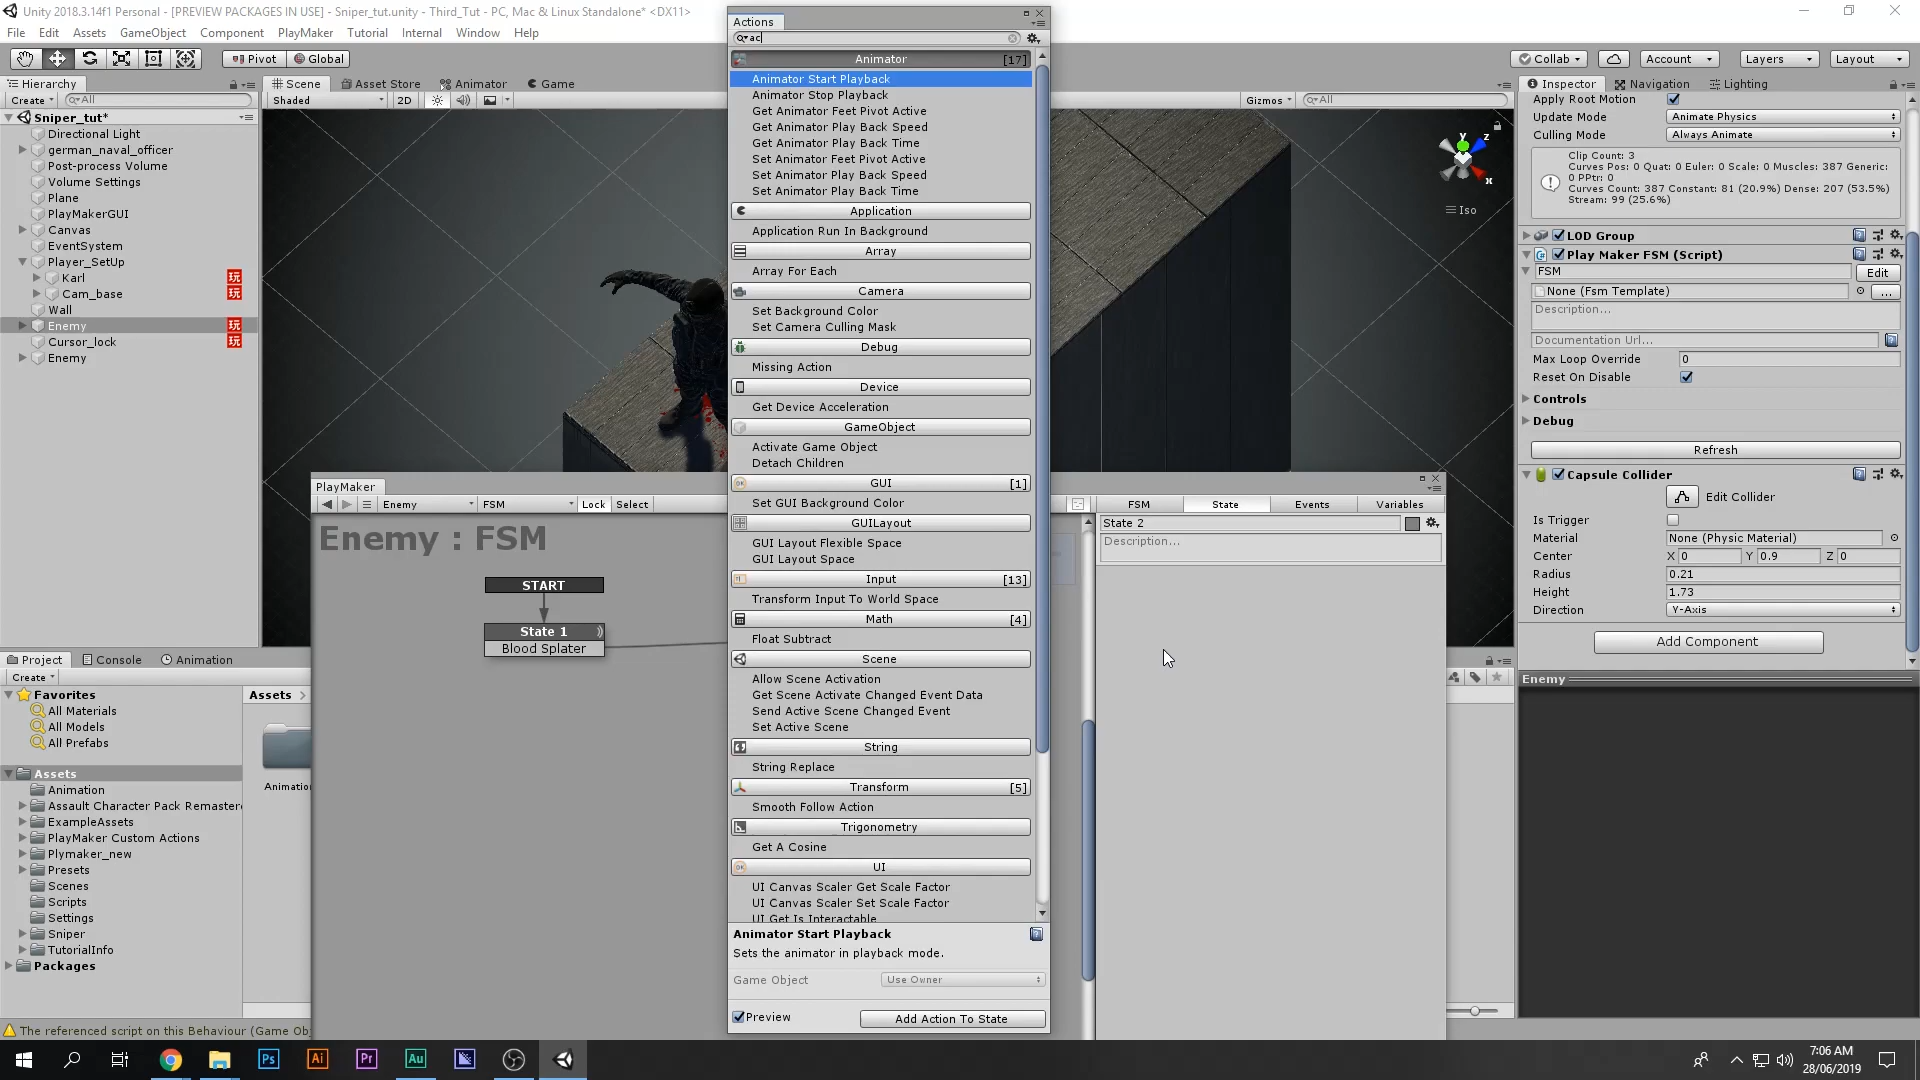 Unity 2018.3.14f1 Personal - [PREVIEW PACKAGES IN USE] - Sniper_tut.unity - Third_Tut - PC, Mac & Linux Standalone* <DX11>
File Edit Assets GameObject Component PlayMaker Tutorial Internal Window Help
Pivot Global
Collab Account Layers Layout
Hierarchy
Create All
Sniper_tut*
Directional Light
german_naval_officer
Post-process Volume
Volume Settings
Plane
PlayMakerGUI
Canvas
EventSystem
Player_SetUp
Karl 玩
Cam_base 玩
Wall
Enemy 玩
Cursor_lock 玩
Enemy
Scene Asset Store Animator Game
Shaded 2D Gizmos All
y z x
Iso
Actions
ac
Animator [17]
Animator Start Playback
Animator Stop Playback
Get Animator Feet Pivot Active
Get Animator Play Back Speed
Get Animator Play Back Time
Set Animator Feet Pivot Active
Set Animator Play Back Speed
Set Animator Play Back Time
Application
Application Run In Background
Array
Array For Each
Camera
Set Background Color
Set Camera Culling Mask
Debug
Missing Action
Device
Get Device Acceleration
GameObject
Activate Game Object
Detach Children
GUI [1]
Set GUI Background Color
GUILayout
GUI Layout Flexible Space
GUI Layout Space
Input [13]
Transform Input To World Space
Math [4]
Float Subtract
Scene
Allow Scene Activation
Get Scene Activate Changed Event Data
Send Active Scene Changed Event
Set Active Scene
String
String Replace
Transform [5]
Smooth Follow Action
Trigonometry
Get A Cosine
UI
UI Canvas Scaler Get Scale Factor
UI Canvas Scaler Set Scale Factor
UI Get Is Interactable
Animator Start Playback
Sets the animator in playback mode.
Game Object Use Owner
Preview Add Action To State
PlayMaker
Enemy FSM Lock Select
Enemy : FSM
START
State 1
Blood Splater
FSM State Events Variables
State 2
Description...
Inspector Navigation Lighting
Apply Root Motion
Update Mode Animate Physics
Culling Mode Always Animate
Clip Count: 3
Curves Pos: 0 Quat: 0 Euler: 0 Scale: 0 Muscles: 387 Generic:
0 PPtr: 0
Curves Count: 387 Constant: 81 (20.9%) Dense: 207 (53.5%)
Stream: 99 (25.6%)
LOD Group
Play Maker FSM (Script)
FSM Edit
None (Fsm Template) ...
Description...
Documentation Url...
Max Loop Override 0
Reset On Disable
Controls
Debug
Refresh
Capsule Collider
Edit Collider
Is Trigger
Material None (Physic Material)
Center X 0 Y 0.9 Z 0
Radius 0.21
Height 1.73
Direction Y-Axis
Add Component
Enemy
Project Console Animation
Create
Favorites
All Materials
All Models
All Prefabs
Assets
Animation
Assault Character Pack Remaster
ExampleAssets
PlayMaker Custom Actions
Plymaker_new
Presets
Scenes
Scripts
Settings
Sniper
TutorialInfo
Packages
Assets
Animatio
The referenced script on this Behaviour (Game Ob
Ps Ai Pr Au
7:06 AM
28/06/2019